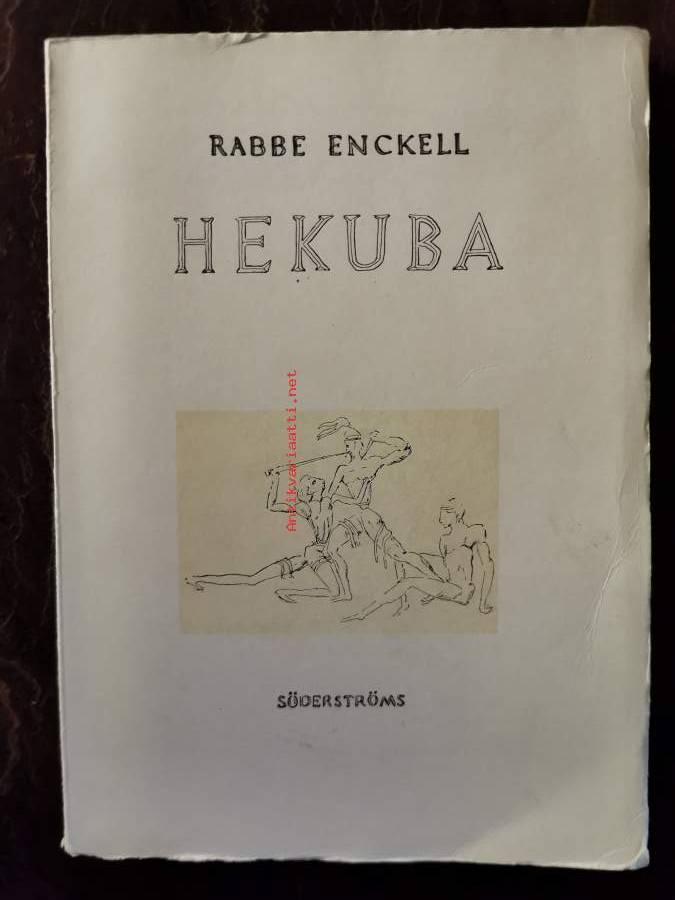 RABBE ENCKELL
HEKUBA
Antikvariaatti.net
SÖDERSTRÖMS